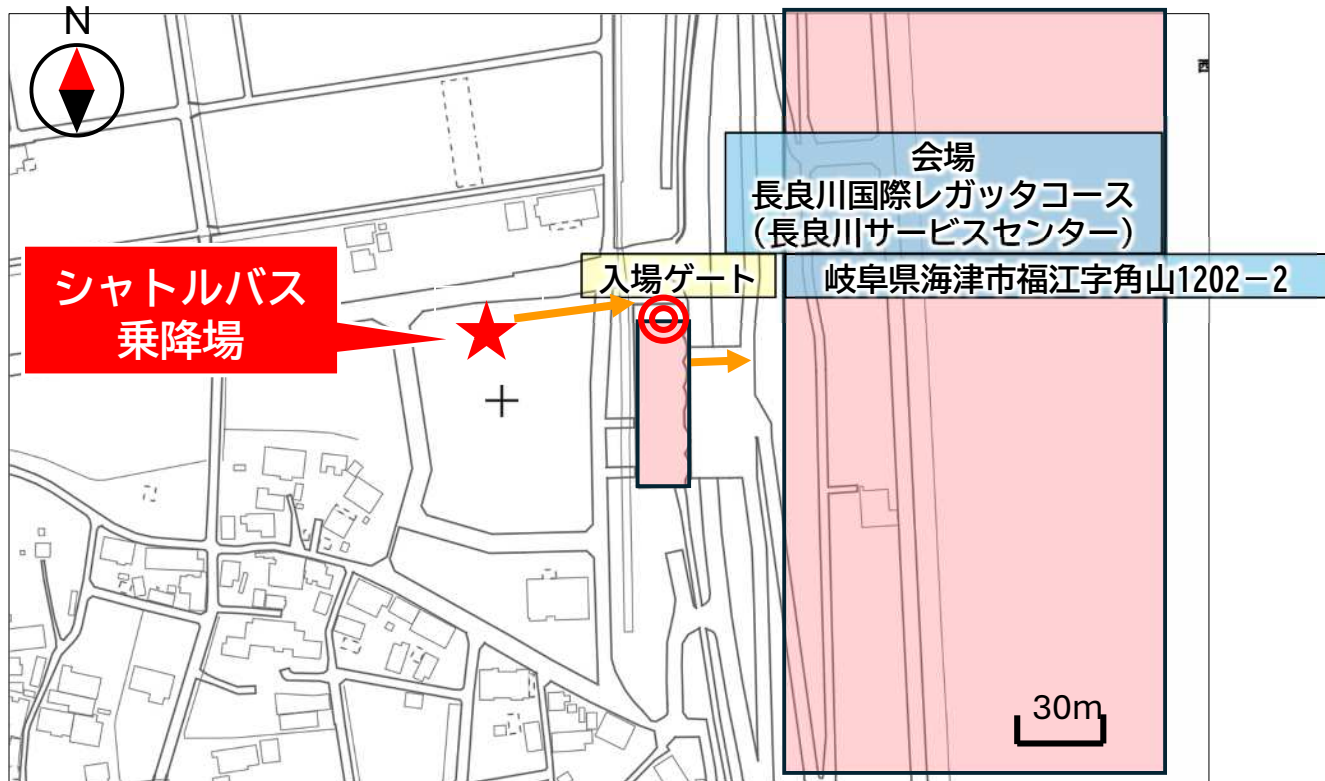 N
西
会場
長良川国際レガッタコース
(長良川サービスセンター)
シャトルバス
乗降場
入場ゲート
岐阜県海津市福江字角山1202-2
30m